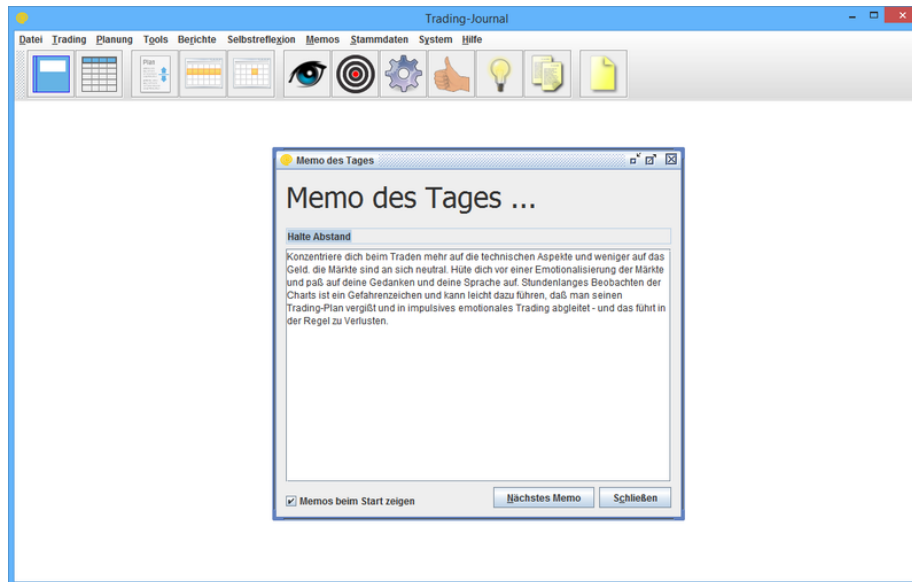 Trading-Journal
Datei Trading Planung Tools Berichte Selbstreflexion Memos Stammdaten System Hilfe
Plan
Memo des Tages
Memo des Tages ...
Halte Abstand
Konzentriere dich beim Traden mehr auf die technischen Aspekte und weniger auf das
Geld. die Märkte sind an sich neutral. Hüte dich vor einer Emotionalisierung der Märkte
und paß auf deine Gedanken und deine Sprache auf. Stundenlanges Beobachten der
Charts ist ein Gefahrenzeichen und kann leicht dazu führen, daß man seinen
Trading-Plan vergißt und in impulsives emotionales Trading abgleitet - und das führt in
der Regel zu Verlusten.
Memos beim Start zeigen
Nächstes Memo
Schließen